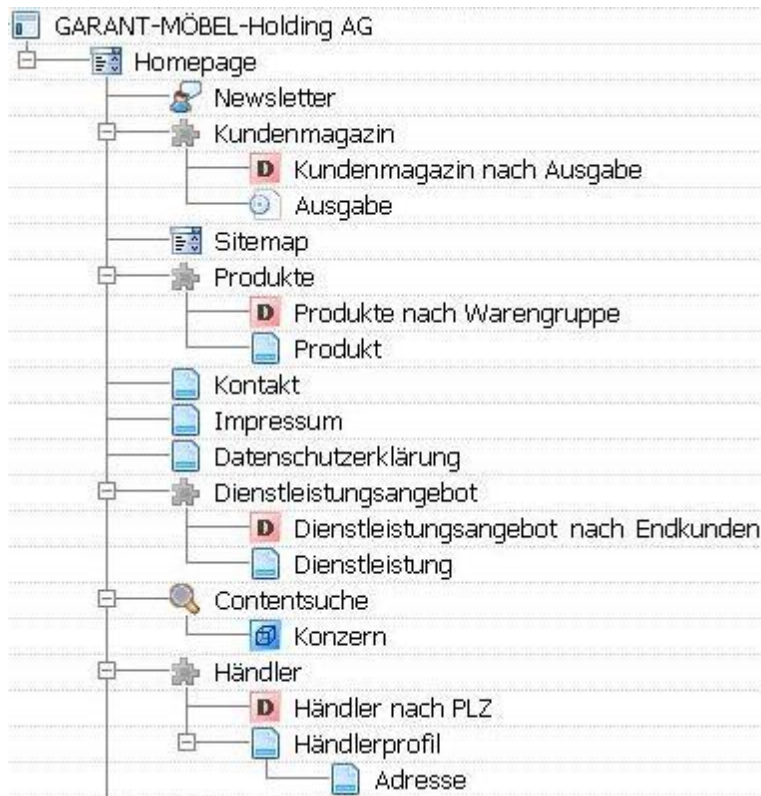 GARANT-MÖBEL-Holding AG
Homepage
Newsletter
Kundenmagazin
D Kundenmagazin nach Ausgabe
Ausgabe
Sitemap
Produkte
D Produkte nach Warengruppe
Produkt
Kontakt
Impressum
Datenschutzerklärung
Dienstleistungsangebot
D Dienstleistungsangebot nach Endkunden
Dienstleistung
Contentsuche
Konzern
Händler
D Händler nach PLZ
Händlerprofil
Adresse